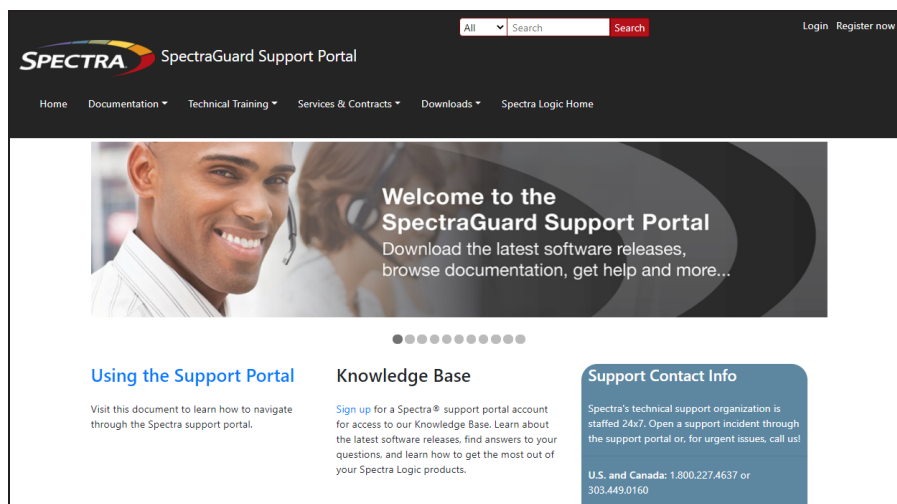 All Search Search Login Register now
SPECTRA SpectraGuard Support Portal
Home Documentation Technical Training Services & Contracts Downloads Spectra Logic Home
Welcome to the
SpectraGuard Support Portal
Download the latest software releases,
browse documentation, get help and more...
Using the Support Portal
Visit this document to learn how to navigate
through the Spectra support portal.
Knowledge Base
Sign up for a Spectra® support portal account
for access to our Knowledge Base. Learn about
the latest software releases, find answers to your
questions, and learn how to get the most out of
your Spectra Logic products.
Support Contact Info
Spectra's technical support organization is
staffed 24x7. Open a support incident through
the support portal or, for urgent issues, call us!
U.S. and Canada: 1.800.227.4637 or
303.449.0160